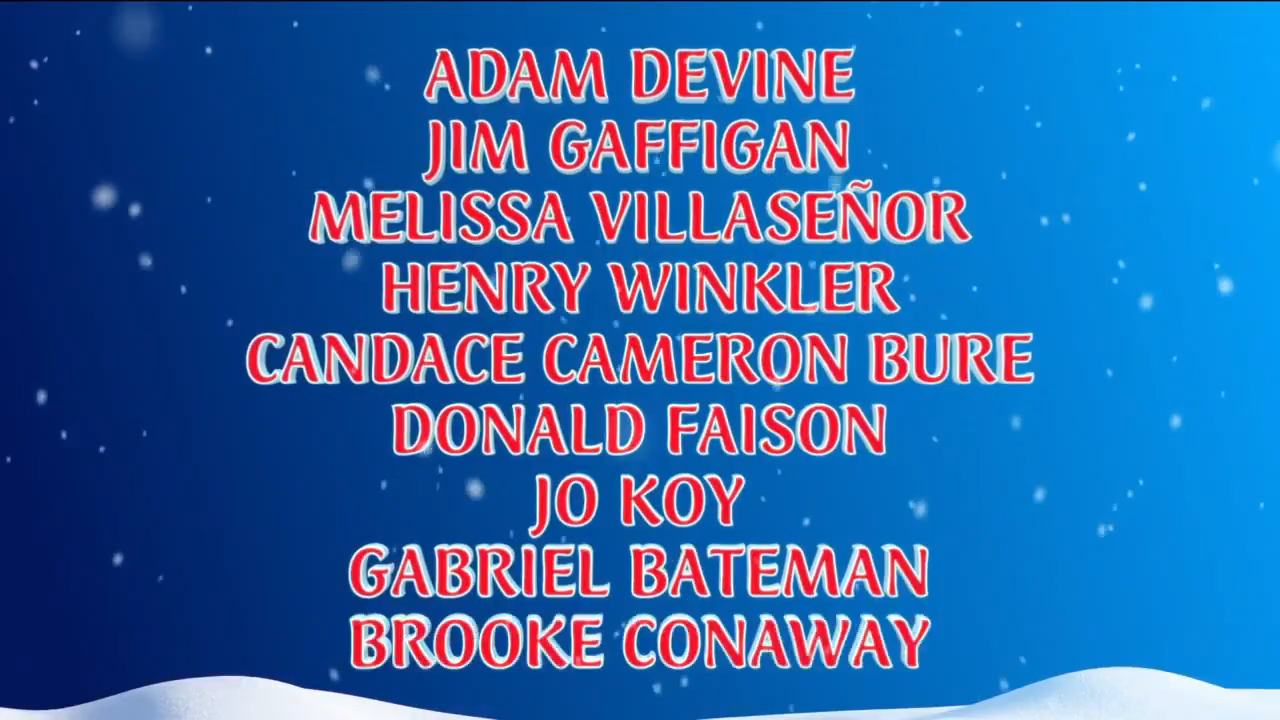 ADAM DEVINE
JIM GAFFIGAN
MELISSA VILLASEÑOR
HENRY WINKLER
CANDACE CAMERON BURE
DONALD FAISON
JO KOY
GABRIEL BATEMAN
BROOKE CONAWAY